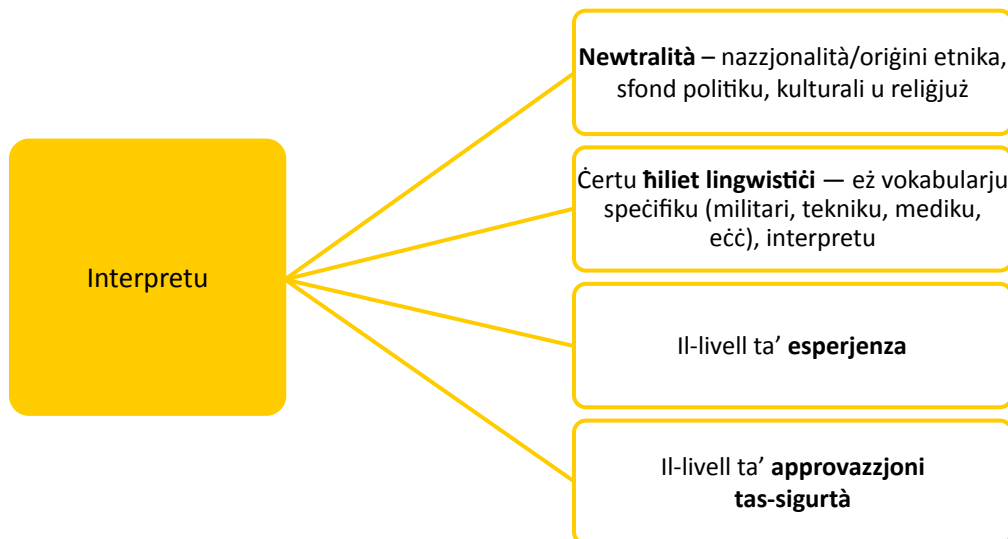 Interpretu
Newtralità – nazzjonalità/oriġini etnika,
sfond politiku, kulturali u reliġjuż
Ċertu ħiliet lingwistiċi — eż vokabularju
speċifiku (militari, tekniku, mediku,
eċċ), interpretu
Il-livell ta’ esperjenza
Il-livell ta’ approvazzjoni
tas-sigurtà